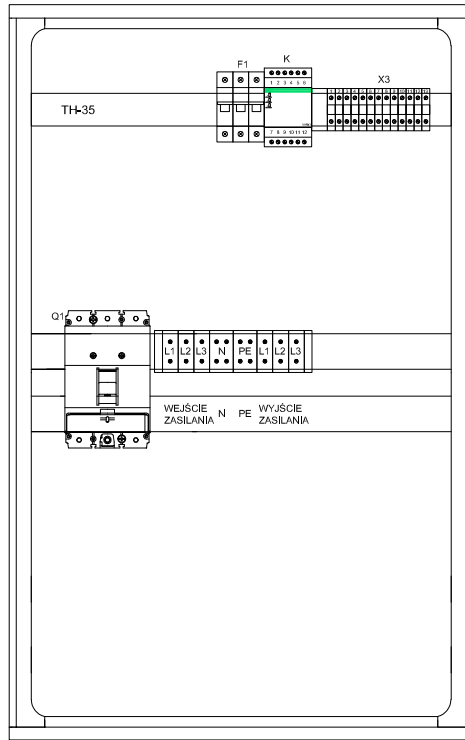 F1 K X3
1 2 3 4 5 6
TH-35
7 8 9 10 11 12
Q1
L1 L2 L3 N PE L1 L2 L3
WEJŚCIE ZASILANIA N PE WYJŚCIE ZASILANIA